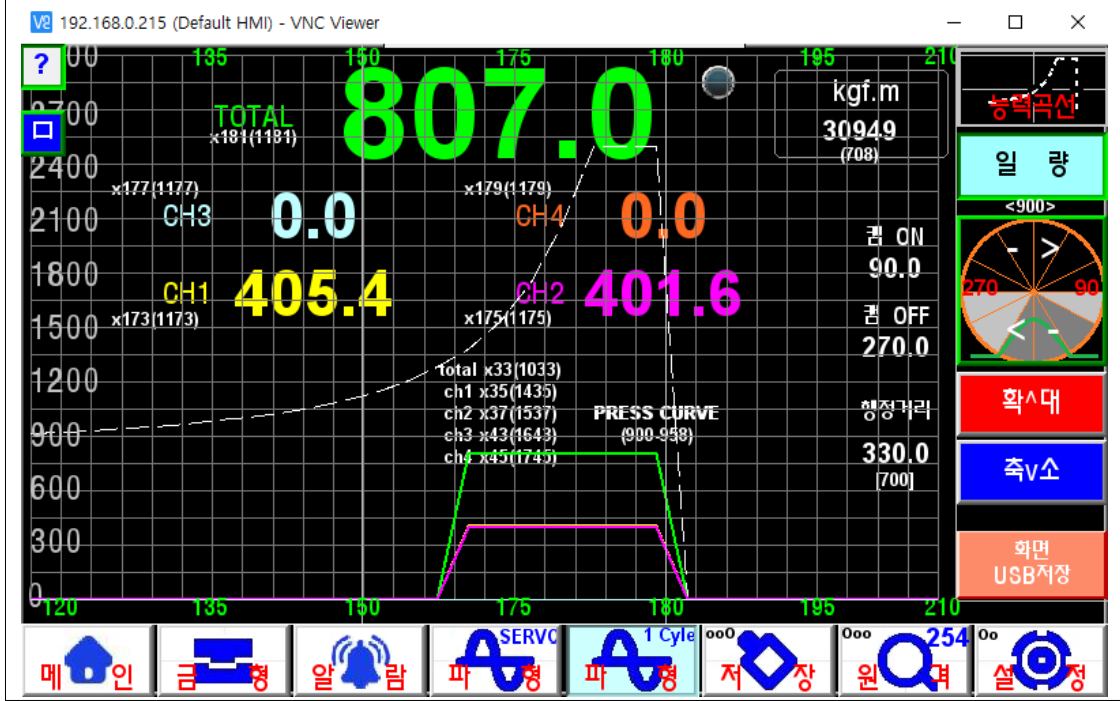 192.168.0.215 (Default HMI) - VNC Viewer
? 00 135 150 175 180 195 210
TOTAL 807.0 kgf.m
x181(1181) 30949
2700 (708)
능력곡선
2400
일 량
<900>
x177(1177) x179(1179)
2100 CH3 0.0 CH4 0.0
캠 ON
90.0
- >
270 90
< -
1800
CH1 405.4 CH2 401.6
x173(1173) x175(1175)
캠 OFF
270.0
1500
total x33(1033)
1200
ch1 x35(1435)
ch2 x37(1537) PRESS CURVE
ch3 x43(1643) (900-958)
ch4 x45(1745)
행정거리
330.0
[700]
확^대
축v소
900
600
300
0
화면
USB저장
120 135 150 175 180 195 210
메인 금형 알람 파형 SERVO 파형 1 Cyle ooO 저장 Ooo 원격 254 Oo 설정